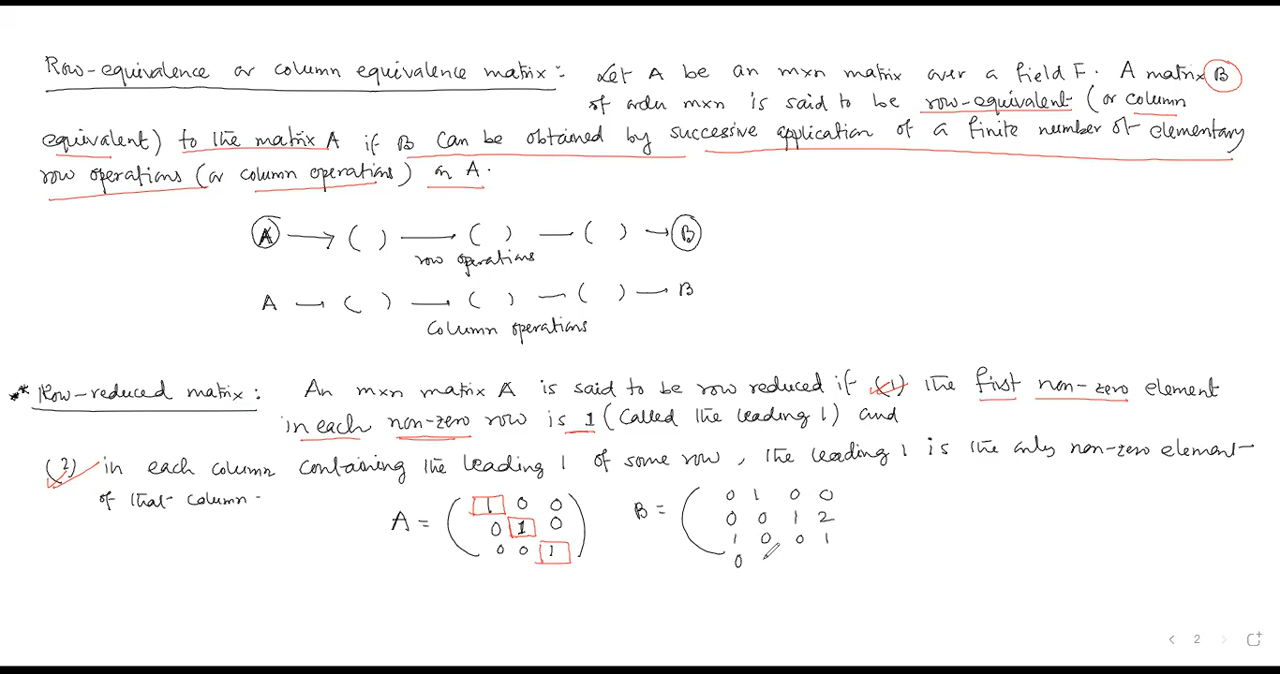 Row-equivalence or column equivalence matrix: Let A be an mxn matrix over a field F. A matrix B
of order mxn is said to be row-equivalent (or column
equivalent) to the matrix A if B can be obtained by successive application of a finite number of elementary
row operations (or column operations) on A.
A → ( ) → ( ) — ( ) → B
row operations
A → ( ) → ( ) — ( ) → B
column operations
** Row-reduced matrix: An mxn matrix A is said to be row reduced if (1) the first non-zero element
in each non-zero row is 1 (called the leading 1) and
(2) in each column containing the leading 1 of some row, the leading 1 is the only non-zero element
of that column.
A = ( 1 0 0 B = ( 0 1 0 0
0 1 0 0 0 1 2
0 0 1 ) 1 0 0 1
0
< 2 >